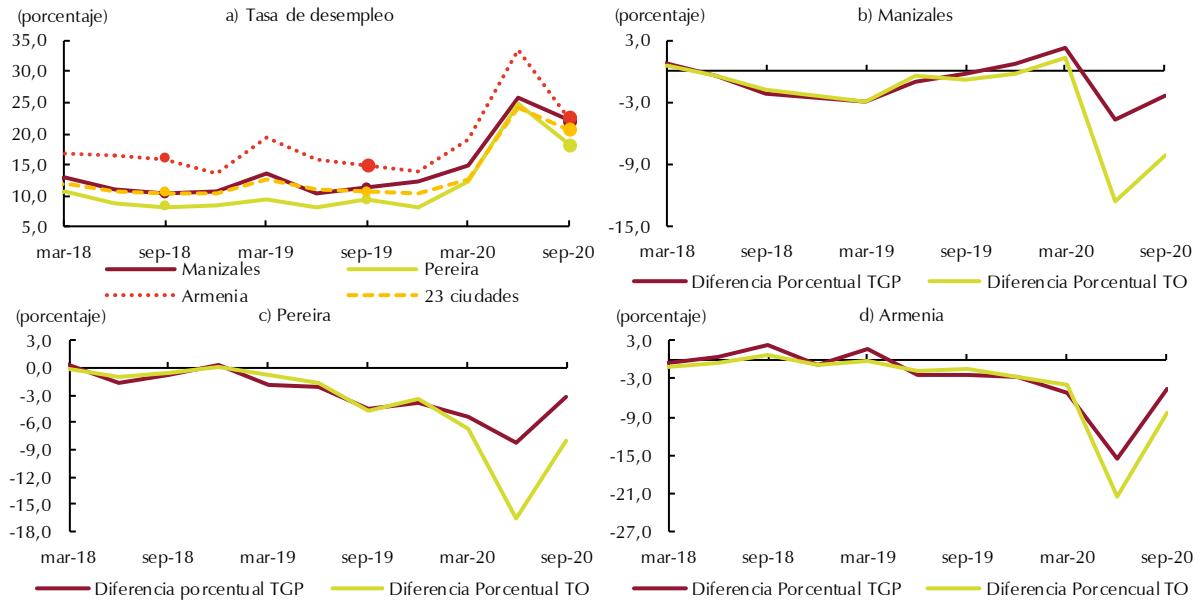 (porcentaje)
a) Tasa de desempleo
35,0
30,0
25,0
20,0
15,0
10,0
5,0
mar-18 sep-18 mar-19 sep-19 mar-20 sep-20
Manizales Pereira
Armenia 23 ciudades
(porcentaje)
b) Manizales
3,0
-3,0
-9,0
-15,0
mar-18 sep-18 mar-19 sep-19 mar-20 sep-20
Diferencia Porcentual TGP Diferencia Porcentual TO
(porcentaje)
c) Pereira
3,0
0,0
-3,0
-6,0
-9,0
-12,0
-15,0
-18,0
mar-18 sep-18 mar-19 sep-19 mar-20 sep-20
Diferencia porcentual TGP Diferencia Porcentual TO
(porcentaje)
d) Armenia
3,0
-3,0
-9,0
-15,0
-21,0
-27,0
mar-18 sep-18 mar-19 sep-19 mar-20 sep-20
Diferencia Porcentual TGP Diferencia Porcencual TO